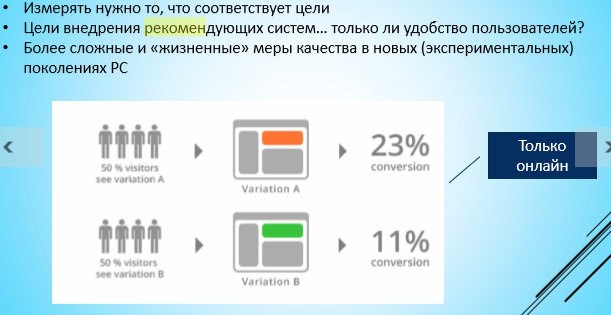 • Измерять нужно то, что соответствует цели
• Цели внедрения рекомендующих систем… только ли удобство пользователей?
• Более сложные и «жизненные» меры качества в новых (экспериментальных)
поколениях РС
50 % visitors
see variation A
Variation A
23%
conversion
Только
онлайн
50 % visitors
see variation B
Variation B
11%
conversion